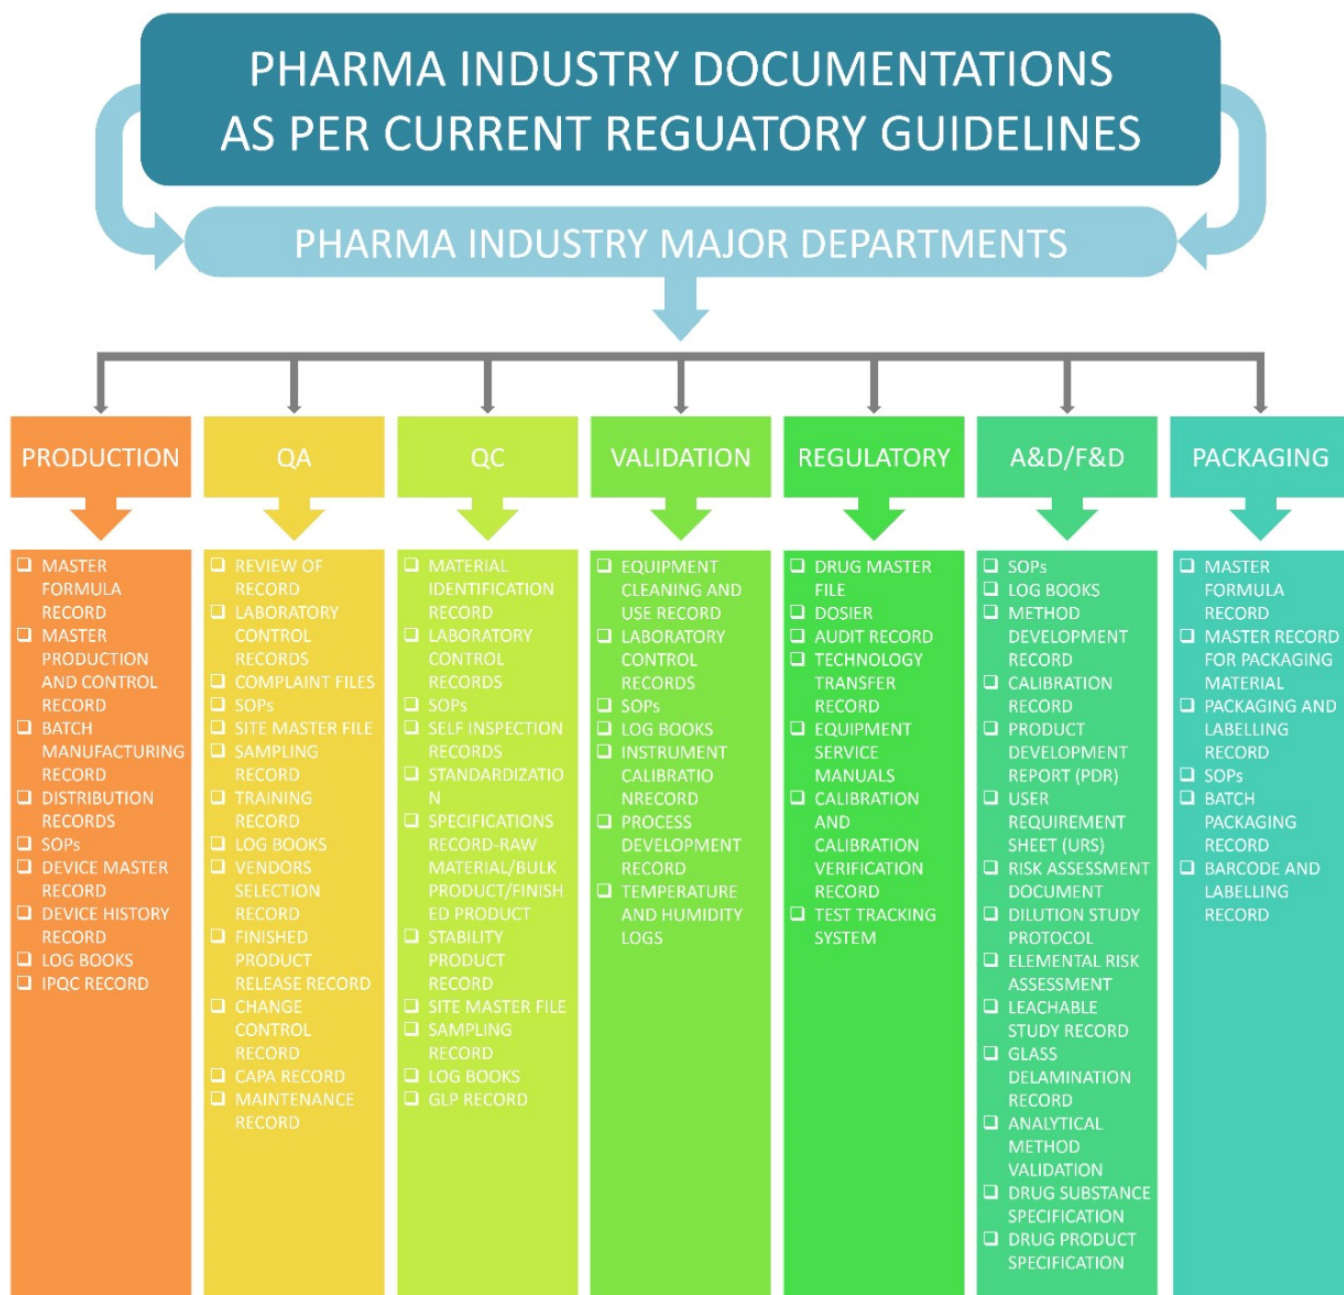 PHARMA INDUSTRY DOCUMENTATIONS
AS PER CURRENT REGUATORY GUIDELINES
PHARMA INDUSTRY MAJOR DEPARTMENTS
PRODUCTION
❑ MASTER
FORMULA
RECORD
❑ MASTER
PRODUCTION
AND CONTROL
RECORD
❑ BATCH
MANUFACTURING
RECORD
❑ DISTRIBUTION
RECORDS
❑ SOPs
❑ DEVICE MASTER
RECORD
❑ DEVICE HISTORY
RECORD
❑ LOG BOOKS
❑ IPQC RECORD
QA
❑ REVIEW OF
RECORD
❑ LABORATORY
CONTROL
RECORDS
❑ COMPLAINT FILES
❑ SOPs
❑ SITE MASTER FILE
❑ SAMPLING
RECORD
❑ TRAINING
RECORD
❑ LOG BOOKS
❑ VENDORS
SELECTION
RECORD
❑ FINISHED
PRODUCT
RELEASE RECORD
❑ CHANGE
CONTROL
RECORD
❑ CAPA RECORD
❑ MAINTENANCE
RECORD
QC
❑ MATERIAL
IDENTIFICATION
RECORD
❑ LABORATORY
CONTROL
RECORDS
❑ SOPs
❑ SELF INSPECTION
RECORDS
❑ STANDARDIZATIO
N
❑ SPECIFICATIONS
RECORD-RAW
MATERIAL/BULK
PRODUCT/FINISH
ED PRODUCT
❑ STABILITY
PRODUCT
RECORD
❑ SITE MASTER FILE
❑ SAMPLING
RECORD
❑ LOG BOOKS
❑ GLP RECORD
VALIDATION
❑ EQUIPMENT
CLEANING AND
USE RECORD
❑ LABORATORY
CONTROL
RECORDS
❑ SOPs
❑ LOG BOOKS
❑ INSTRUMENT
CALIBRATIO
NRECORD
❑ PROCESS
DEVELOPMENT
RECORD
❑ TEMPERATURE
AND HUMIDITY
LOGS
REGULATORY
❑ DRUG MASTER
FILE
❑ DOSIER
❑ AUDIT RECORD
❑ TECHNOLOGY
TRANSFER
RECORD
❑ EQUIPMENT
SERVICE
MANUALS
❑ CALIBRATION
AND
CALIBRATION
VERIFICATION
RECORD
❑ TEST TRACKING
SYSTEM
A&D/F&D
❑ SOPs
❑ LOG BOOKS
❑ METHOD
DEVELOPMENT
RECORD
❑ CALIBRATION
RECORD
❑ PRODUCT
DEVELOPMENT
REPORT (PDR)
❑ USER
REQUIREMENT
SHEET (URS)
❑ RISK ASSESSMENT
DOCUMENT
❑ DILUTION STUDY
PROTOCOL
❑ ELEMENTAL RISK
ASSESSMENT
❑ LEACHABLE
STUDY RECORD
❑ GLASS
DELAMINATION
RECORD
❑ ANALYTICAL
METHOD
VALIDATION
❑ DRUG SUBSTANCE
SPECIFICATION
❑ DRUG PRODUCT
SPECIFICATION
PACKAGING
❑ MASTER
FORMULA
RECORD
❑ MASTER RECORD
FOR PACKAGING
MATERIAL
❑ PACKAGING AND
LABELLING
RECORD
❑ SOPs
❑ BATCH
PACKAGING
RECORD
❑ BARCODE AND
LABELLING
RECORD